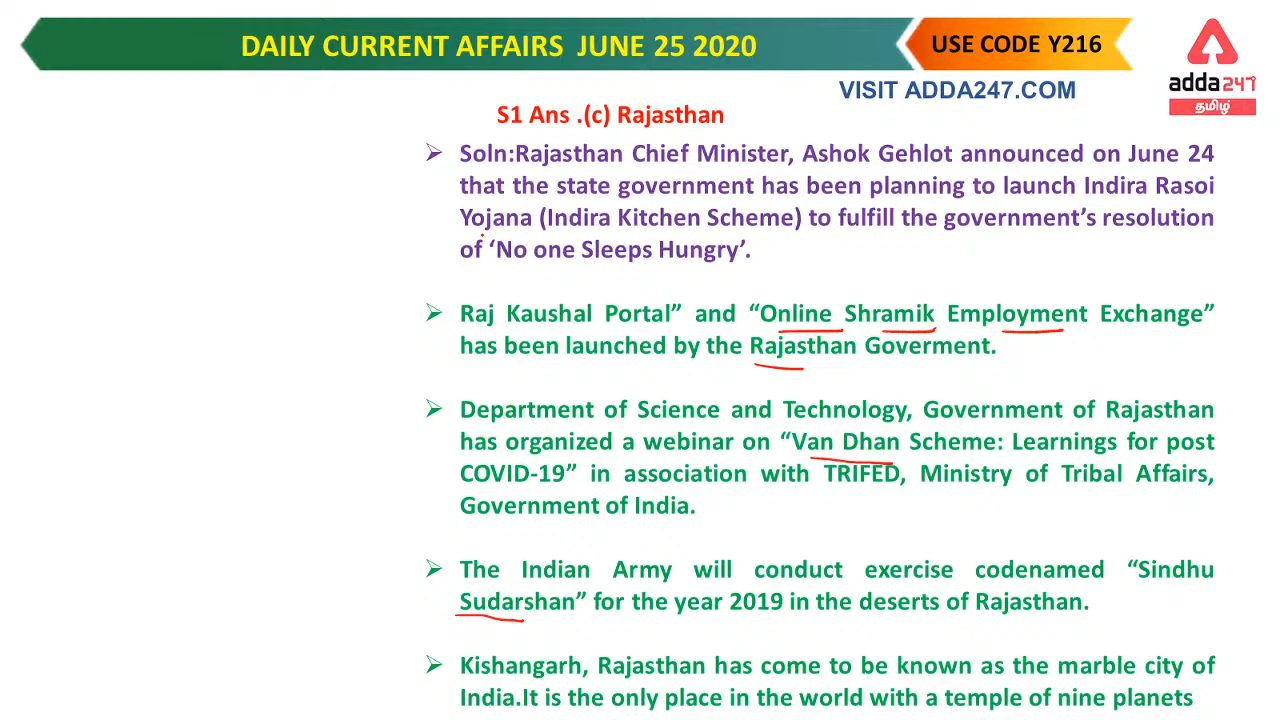 DAILY CURRENT AFFAIRS JUNE 25 2020
USE CODE Y216
adda247
தமிழ்
VISIT ADDA247.COM
S1 Ans .(c) Rajasthan
➢ Soln:Rajasthan Chief Minister, Ashok Gehlot announced on June 24
that the state government has been planning to launch Indira Rasoi
Yojana (Indira Kitchen Scheme) to fulfill the government’s resolution
of ‘No one Sleeps Hungry’.
➢ Raj Kaushal Portal” and “Online Shramik Employment Exchange”
has been launched by the Rajasthan Goverment.
➢ Department of Science and Technology, Government of Rajasthan
has organized a webinar on “Van Dhan Scheme: Learnings for post
COVID-19” in association with TRIFED, Ministry of Tribal Affairs,
Government of India.
➢ The Indian Army will conduct exercise codenamed “Sindhu
Sudarshan” for the year 2019 in the deserts of Rajasthan.
➢ Kishangarh, Rajasthan has come to be known as the marble city of
India.It is the only place in the world with a temple of nine planets